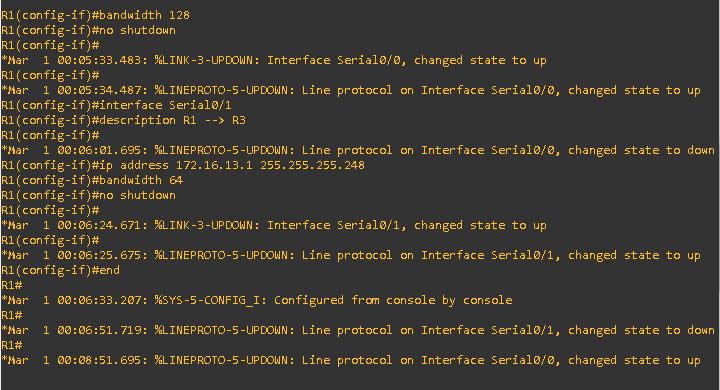 R1(config-if)#bandwidth 128
R1(config-if)#no shutdown
R1(config-if)#
*Mar  1 00:05:33.483: %LINK-3-UPDOWN: Interface Serial0/0, changed state to up
R1(config-if)#
*Mar  1 00:05:34.487: %LINEPROTO-5-UPDOWN: Line protocol on Interface Serial0/0, changed state to up
R1(config-if)#interface Serial0/1
R1(config-if)#description R1 --> R3
R1(config-if)#
*Mar  1 00:06:01.695: %LINEPROTO-5-UPDOWN: Line protocol on Interface Serial0/0, changed state to down
R1(config-if)#ip address 172.16.13.1 255.255.255.248
R1(config-if)#bandwidth 64
R1(config-if)#no shutdown
R1(config-if)#
*Mar  1 00:06:24.671: %LINK-3-UPDOWN: Interface Serial0/1, changed state to up
R1(config-if)#
*Mar  1 00:06:25.675: %LINEPROTO-5-UPDOWN: Line protocol on Interface Serial0/1, changed state to up
R1(config-if)#end
R1#
*Mar  1 00:06:33.207: %SYS-5-CONFIG_I: Configured from console by console
R1#
*Mar  1 00:06:51.719: %LINEPROTO-5-UPDOWN: Line protocol on Interface Serial0/1, changed state to down
R1#
*Mar  1 00:08:51.695: %LINEPROTO-5-UPDOWN: Line protocol on Interface Serial0/0, changed state to up